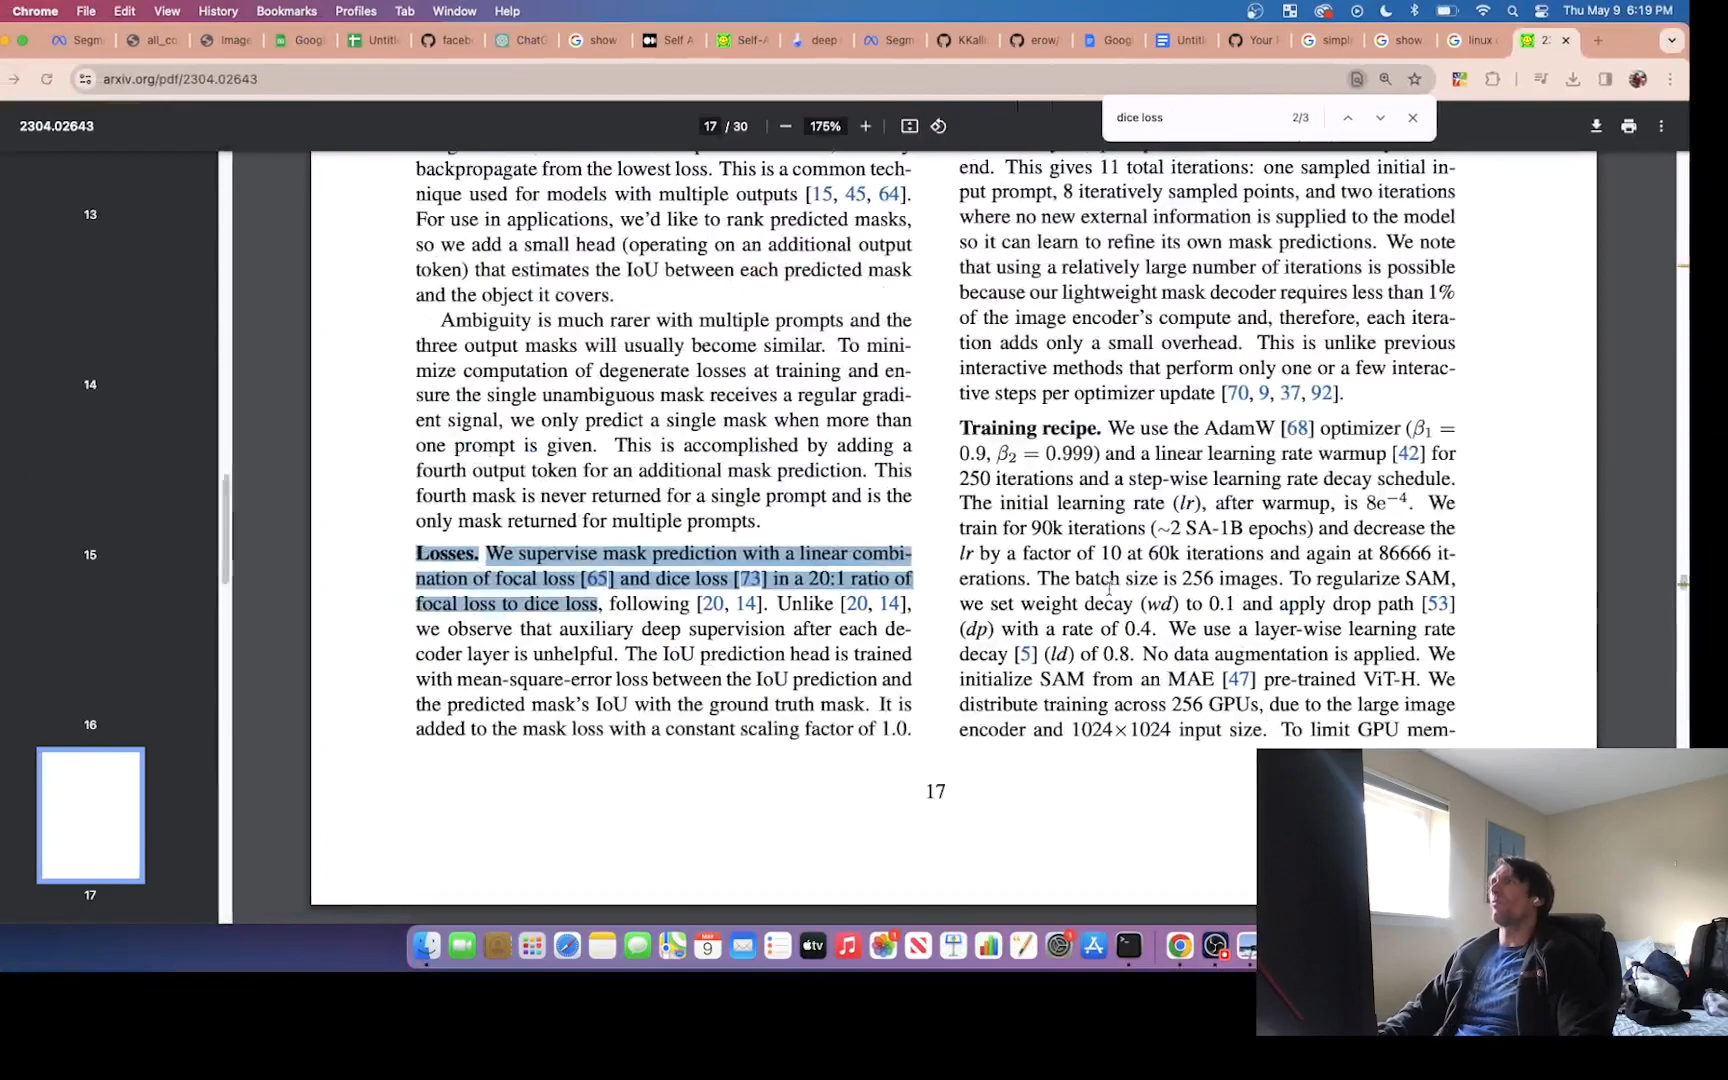 Chrome File Edit View History Bookmarks Profiles Tab Window Help Thu May 9 6:19 PM
Segm all_co Image Googl Untitl faceb ChatG show Self A Self-A deep Segm KKalli erow/ Googl Untitl Your simpl show linux 2:
arxiv.org/pdf/2304.02643
2304.02643 17 / 30 175%
dice loss 2/3
13
14
15
16
17
backpropagate from the lowest loss. This is a common tech-
nique used for models with multiple outputs [15, 45, 64].
For use in applications, we'd like to rank predicted masks,
so we add a small head (operating on an additional output
token) that estimates the IoU between each predicted mask
and the object it covers.
Ambiguity is much rarer with multiple prompts and the
three output masks will usually become similar. To mini-
mize computation of degenerate losses at training and en-
sure the single unambiguous mask receives a regular gradi-
ent signal, we only predict a single mask when more than
one prompt is given. This is accomplished by adding a
fourth output token for an additional mask prediction. This
fourth mask is never returned for a single prompt and is the
only mask returned for multiple prompts.
Losses. We supervise mask prediction with a linear combi-
nation of focal loss [65] and dice loss [73] in a 20:1 ratio of
focal loss to dice loss, following [20, 14]. Unlike [20, 14],
we observe that auxiliary deep supervision after each de-
coder layer is unhelpful. The IoU prediction head is trained
with mean-square-error loss between the IoU prediction and
the predicted mask's IoU with the ground truth mask. It is
added to the mask loss with a constant scaling factor of 1.0.
end. This gives 11 total iterations: one sampled initial in-
put prompt, 8 iteratively sampled points, and two iterations
where no new external information is supplied to the model
so it can learn to refine its own mask predictions. We note
that using a relatively large number of iterations is possible
because our lightweight mask decoder requires less than 1%
of the image encoder's compute and, therefore, each itera-
tion adds only a small overhead. This is unlike previous
interactive methods that perform only one or a few interac-
tive steps per optimizer update [70, 9, 37, 92].
Training recipe. We use the AdamW [68] optimizer (β₁ =
0.9, β₂ = 0.999) and a linear learning rate warmup [42] for
250 iterations and a step-wise learning rate decay schedule.
The initial learning rate (lr), after warmup, is 8e⁻⁴. We
train for 90k iterations (~2 SA-1B epochs) and decrease the
lr by a factor of 10 at 60k iterations and again at 86666 it-
erations. The batch size is 256 images. To regularize SAM,
we set weight decay (wd) to 0.1 and apply drop path [53]
(dp) with a rate of 0.4. We use a layer-wise learning rate
decay [5] (ld) of 0.8. No data augmentation is applied. We
initialize SAM from an MAE [47] pre-trained ViT-H. We
distribute training across 256 GPUs, due to the large image
encoder and 1024×1024 input size. To limit GPU mem-
17
9
tv